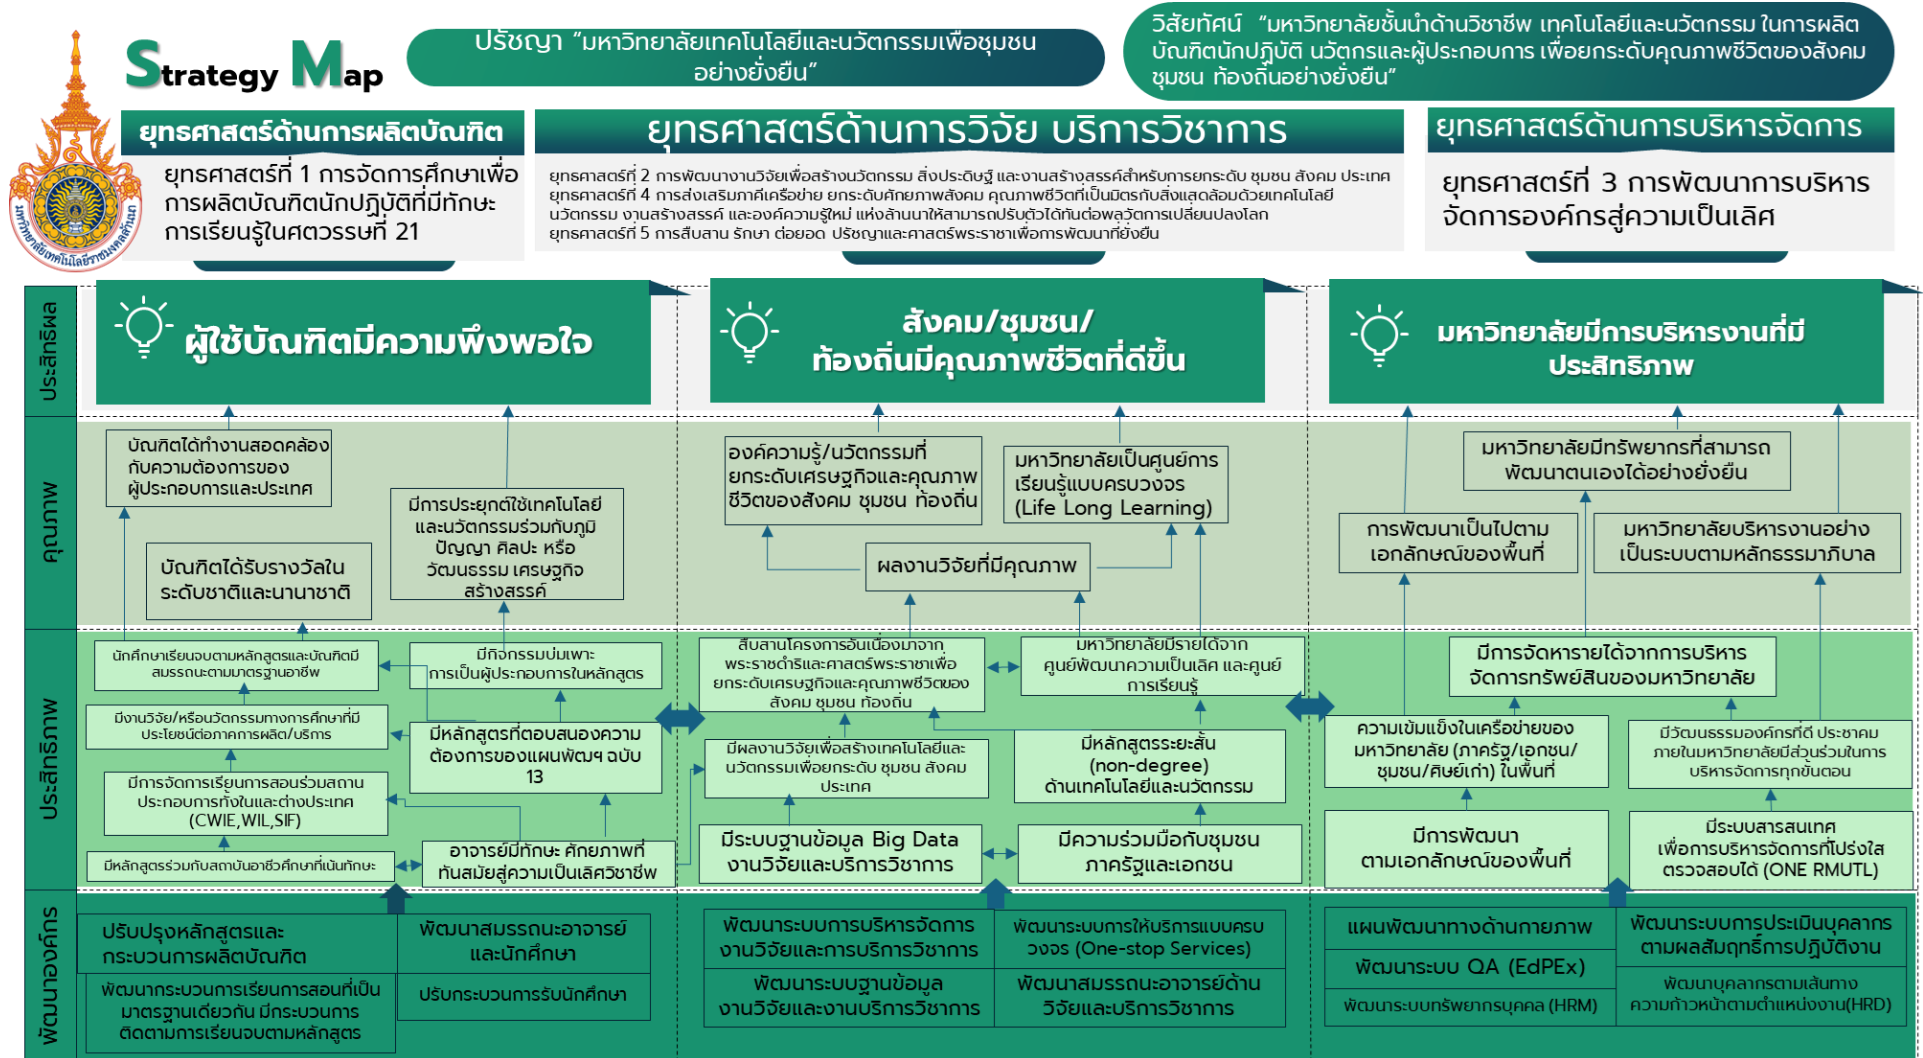 Strategy Map
ปรัชญา “มหาวิทยาลัยเทคโนโลยีและนวัตกรรมเพื่อชุมชน
อย่างยั่งยืน”
วิสัยทัศน์ “มหาวิทยาลัยชั้นนำด้านวิชาชีพ เทคโนโลยีและนวัตกรรม ในการผลิต
บัณฑิตนักปฏิบัติ นวัตกรและผู้ประกอบการ เพื่อยกระดับคุณภาพชีวิตของสังคม
ชุมชน ท้องถิ่นอย่างยั่งยืน”
มหาวิทยาลัยเทคโนโลยีราชมงคลล้านนา
ยุทธศาสตร์ด้านการผลิตบัณฑิต
ยุทธศาสตร์ที่ 1 การจัดการศึกษาเพื่อ
การผลิตบัณฑิตนักปฏิบัติที่มีทักษะ
การเรียนรู้ในศตวรรษที่ 21
ยุทธศาสตร์ด้านการวิจัย บริการวิชาการ
ยุทธศาสตร์ที่ 2 การพัฒนางานวิจัยเพื่อสร้างนวัตกรรม สิ่งประดิษฐ์ และงานสร้างสรรค์สำหรับการยกระดับ ชุมชน สังคม ประเทศ
ยุทธศาสตร์ที่ 4 การส่งเสริมภาคีเครือข่าย ยกระดับศักยภาพสังคม คุณภาพชีวิตที่เป็นมิตรกับสิ่งแวดล้อมด้วยเทคโนโลยี
นวัตกรรม งานสร้างสรรค์ และองค์ความรู้ใหม่ แห่งล้านนาให้สามารถปรับตัวได้ทันต่อพลวัตการเปลี่ยนปลงโลก
ยุทธศาสตร์ที่ 5 การสืบสาน รักษา ต่อยอด ปรัชญาและศาสตร์พระราชาเพื่อการพัฒนาที่ยั่งยืน
ยุทธศาสตร์ด้านการบริหารจัดการ
ยุทธศาสตร์ที่ 3 การพัฒนาการบริหาร
จัดการองค์กรสู่ความเป็นเลิศ
ประสิทธิผล
ผู้ใช้บัณฑิตมีความพึงพอใจ
สังคม/ชุมชน/
ท้องถิ่นมีคุณภาพชีวิตที่ดีขึ้น
มหาวิทยาลัยมีการบริหารงานที่มี
ประสิทธิภาพ
คุณภาพ
บัณฑิตได้ทำงานสอดคล้อง
กับความต้องการของ
ผู้ประกอบการและประเทศ
มีการประยุกต์ใช้เทคโนโลยี
และนวัตกรรมร่วมกับภูมิ
ปัญญา ศิลปะ หรือ
วัฒนธรรม เศรษฐกิจ
สร้างสรรค์
บัณฑิตได้รับรางวัลใน
ระดับชาติและนานาชาติ
องค์ความรู้/นวัตกรรมที่
ยกระดับเศรษฐกิจและคุณภาพ
ชีวิตของสังคม ชุมชน ท้องถิ่น
มหาวิทยาลัยเป็นศูนย์การ
เรียนรู้แบบครบวงจร
(Life Long Learning)
ผลงานวิจัยที่มีคุณภาพ
มหาวิทยาลัยมีทรัพยากรที่สามารถ
พัฒนาตนเองได้อย่างยั่งยืน
การพัฒนาเป็นไปตาม
เอกลักษณ์ของพื้นที่
มหาวิทยาลัยบริหารงานอย่าง
เป็นระบบตามหลักธรรมาภิบาล
ประสิทธิภาพ
นักศึกษาเรียนจบตามหลักสูตรและบัณฑิตมี
สมรรถนะตามมาตรฐานอาชีพ
มีกิจกรรมบ่มเพาะ
การเป็นผู้ประกอบการในหลักสูตร
มีงานวิจัย/หรือนวัตกรรมทางการศึกษาที่มี
ประโยชน์ต่อภาคการผลิต/บริการ
มีหลักสูตรที่ตอบสนองความ
ต้องการของแผนพัฒฯ ฉบับ
13
มีการจัดการเรียนการสอนร่วมสถาน
ประกอบการทั้งในและต่างประเทศ
(CWIE,WIL,SIF)
มีหลักสูตรร่วมกับสถาบันอาชีวศึกษาที่เน้นทักษะ
อาจารย์มีทักษะ ศักยภาพที่
ทันสมัยสู่ความเป็นเลิศวิชาชีพ
สืบสานโครงการอันเนื่องมาจาก
พระราชดำริและศาสตร์พระราชาเพื่อ
ยกระดับเศรษฐกิจและคุณภาพชีวิตของ
สังคม ชุมชน ท้องถิ่น
มหาวิทยาลัยมีรายได้จาก
ศูนย์พัฒนาความเป็นเลิศ และศูนย์
การเรียนรู้
มีผลงานวิจัยเพื่อสร้างเทคโนโลยีและ
นวัตกรรมเพื่อยกระดับ ชุมชน สังคม
ประเทศ
มีหลักสูตรระยะสั้น
(non-degree)
ด้านเทคโนโลยีและนวัตกรรม
มีระบบฐานข้อมูล Big Data
งานวิจัยและบริการวิชาการ
มีความร่วมมือกับชุมชน
ภาครัฐและเอกชน
มีการจัดหารายได้จากการบริหาร
จัดการทรัพย์สินของมหาวิทยาลัย
ความเข้มแข็งในเครือข่ายของ
มหาวิทยาลัย (ภาครัฐ/เอกชน/
ชุมชน/ศิษย์เก่า) ในพื้นที่
มีวัฒนธรรมองค์กรที่ดี ประชาคม
ภายในมหาวิทยาลัยมีส่วนร่วมในการ
บริหารจัดการทุกขั้นตอน
มีการพัฒนา
ตามเอกลักษณ์ของพื้นที่
มีระบบสารสนเทศ
เพื่อการบริหารจัดการที่โปร่งใส
ตรวจสอบได้ (ONE RMUTL)
พัฒนาองค์กร
ปรับปรุงหลักสูตรและ
กระบวนการผลิตบัณฑิต
พัฒนาสมรรถนะอาจารย์
และนักศึกษา
พัฒนากระบวนการเรียนการสอนที่เป็น
มาตรฐานเดียวกัน มีกระบวนการ
ติดตามการเรียนจบตามหลักสูตร
ปรับกระบวนการรับนักศึกษา
พัฒนาระบบการบริหารจัดการ
งานวิจัยและการบริการวิชาการ
พัฒนาระบบการให้บริการแบบครบ
วงจร (One-stop Services)
พัฒนาระบบฐานข้อมูล
งานวิจัยและงานบริการวิชาการ
พัฒนาสมรรถนะอาจารย์ด้าน
วิจัยและบริการวิชาการ
แผนพัฒนาทางด้านกายภาพ
พัฒนาระบบการประเมินบุคลากร
ตามผลสัมฤทธิ์การปฏิบัติงาน
พัฒนาระบบ QA (EdPEx)
พัฒนาระบบทรัพยากรบุคคล (HRM)
พัฒนาบุคลากรตามเส้นทาง
ความก้าวหน้าตามตำแหน่งงาน(HRD)